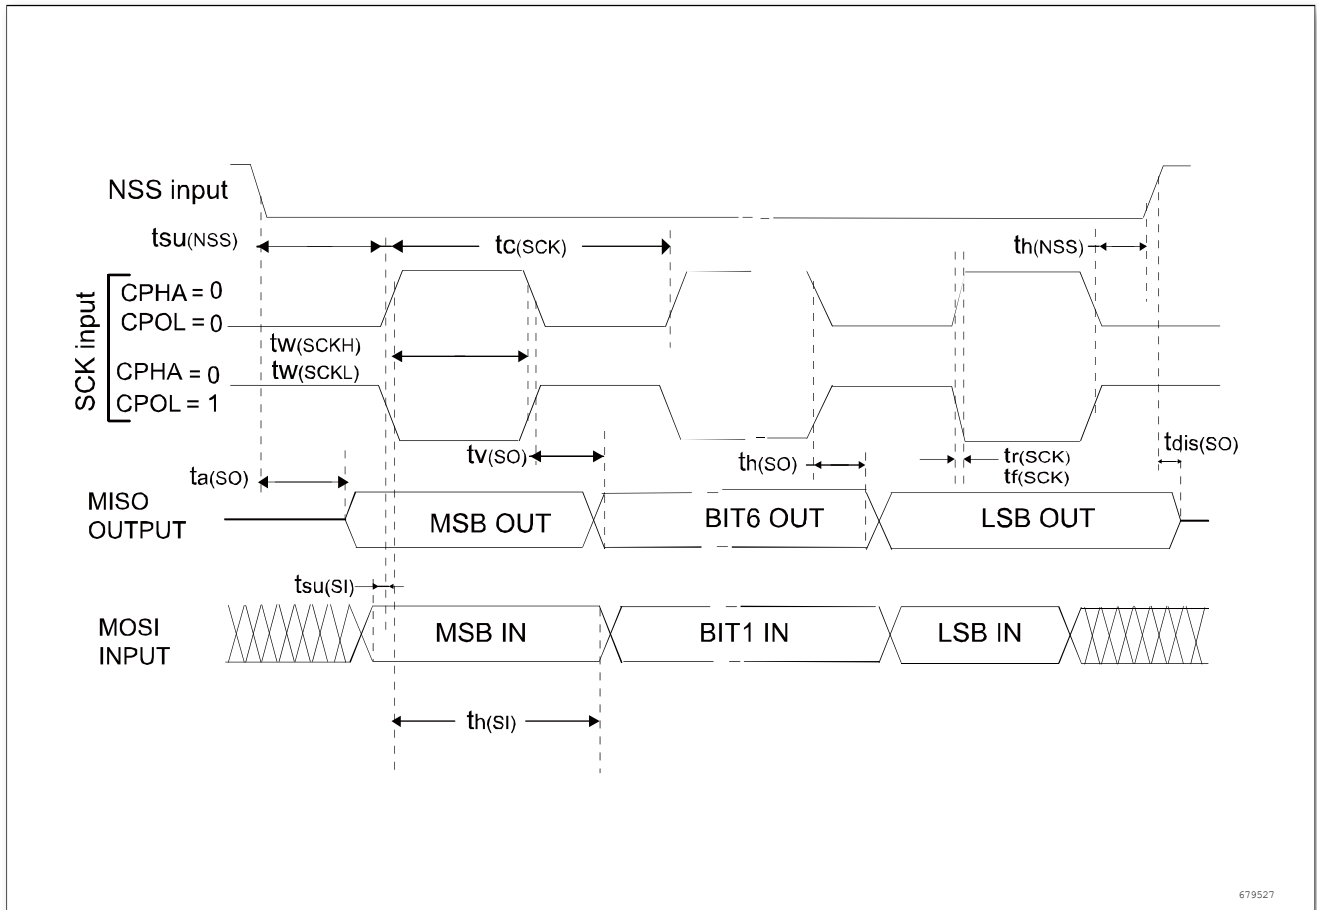 NSS input
tsu(NSS)
tc(SCK)
th(NSS)
SCK input
CPHA = 0
CPOL = 0
tw(SCKH)
tw(SCKL)
CPHA = 0
CPOL = 1
tv(SO)
th(SO)
tr(SCK)
tf(SCK)
tdis(SO)
ta(SO)
MISO
OUTPUT
MSB OUT
BIT6 OUT
LSB OUT
tsu(SI)
MOSI
INPUT
MSB IN
BIT1 IN
LSB IN
th(SI)
679527